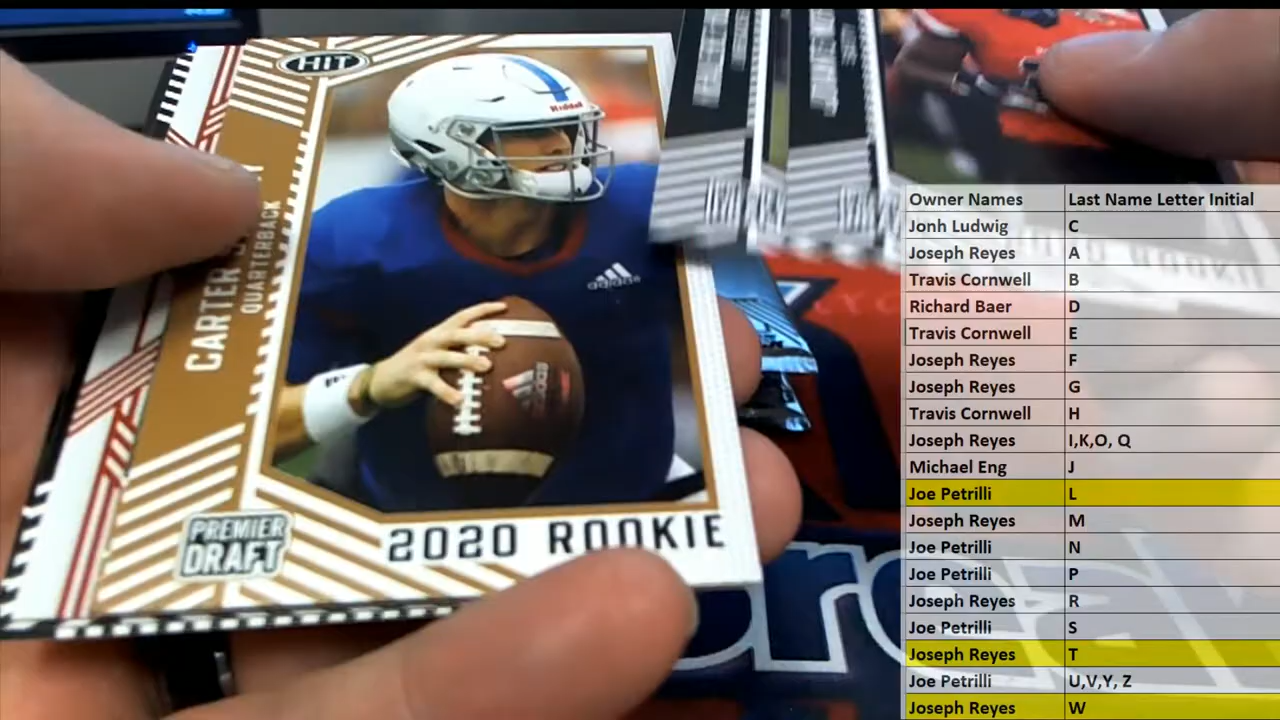 HIT
Riddell
CARTER
QUARTERBACK
adidas
adidas
PREMIER
DRAFT
2020 ROOKIE
Owner Names Last Name Letter Initial
Jonh Ludwig C
Joseph Reyes A
Travis Cornwell B
Richard Baer D
Travis Cornwell E
Joseph Reyes F
Joseph Reyes G
Travis Cornwell H
Joseph Reyes I,K,O, Q
Michael Eng J
Joe Petrilli L
Joseph Reyes M
Joe Petrilli N
Joe Petrilli P
Joseph Reyes R
Joe Petrilli S
Joseph Reyes T
Joe Petrilli U,V,Y, Z
Joseph Reyes W